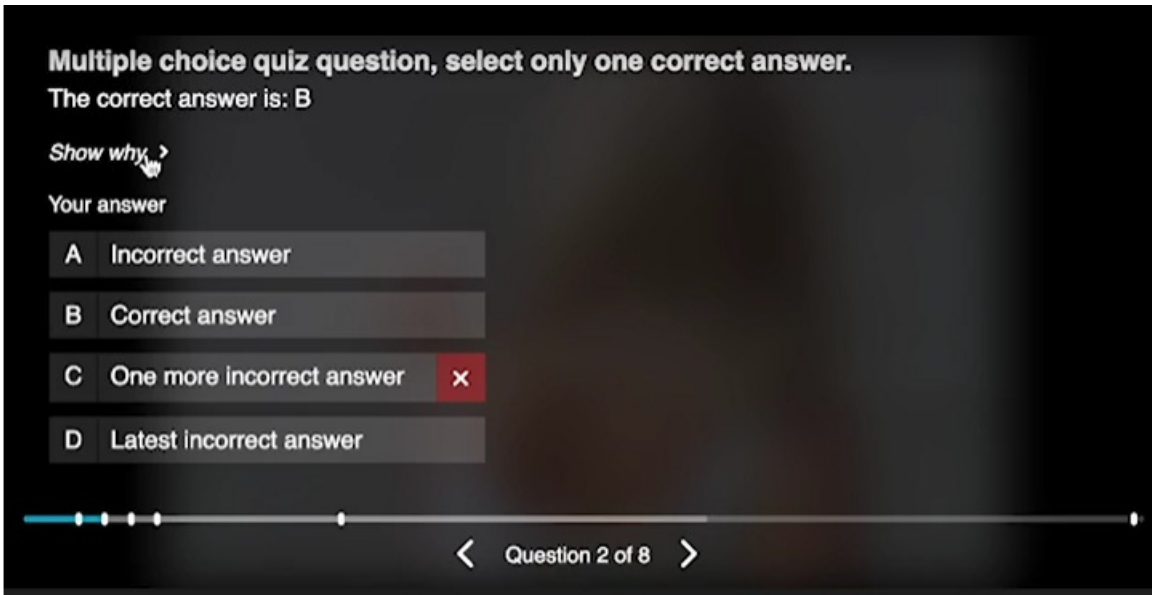 Multiple choice quiz question, select only one correct answer.
The correct answer is: B
Show why >
Your answer
A Incorrect answer
B Correct answer
C One more incorrect answer ×
D Latest incorrect answer
< Question 2 of 8 >